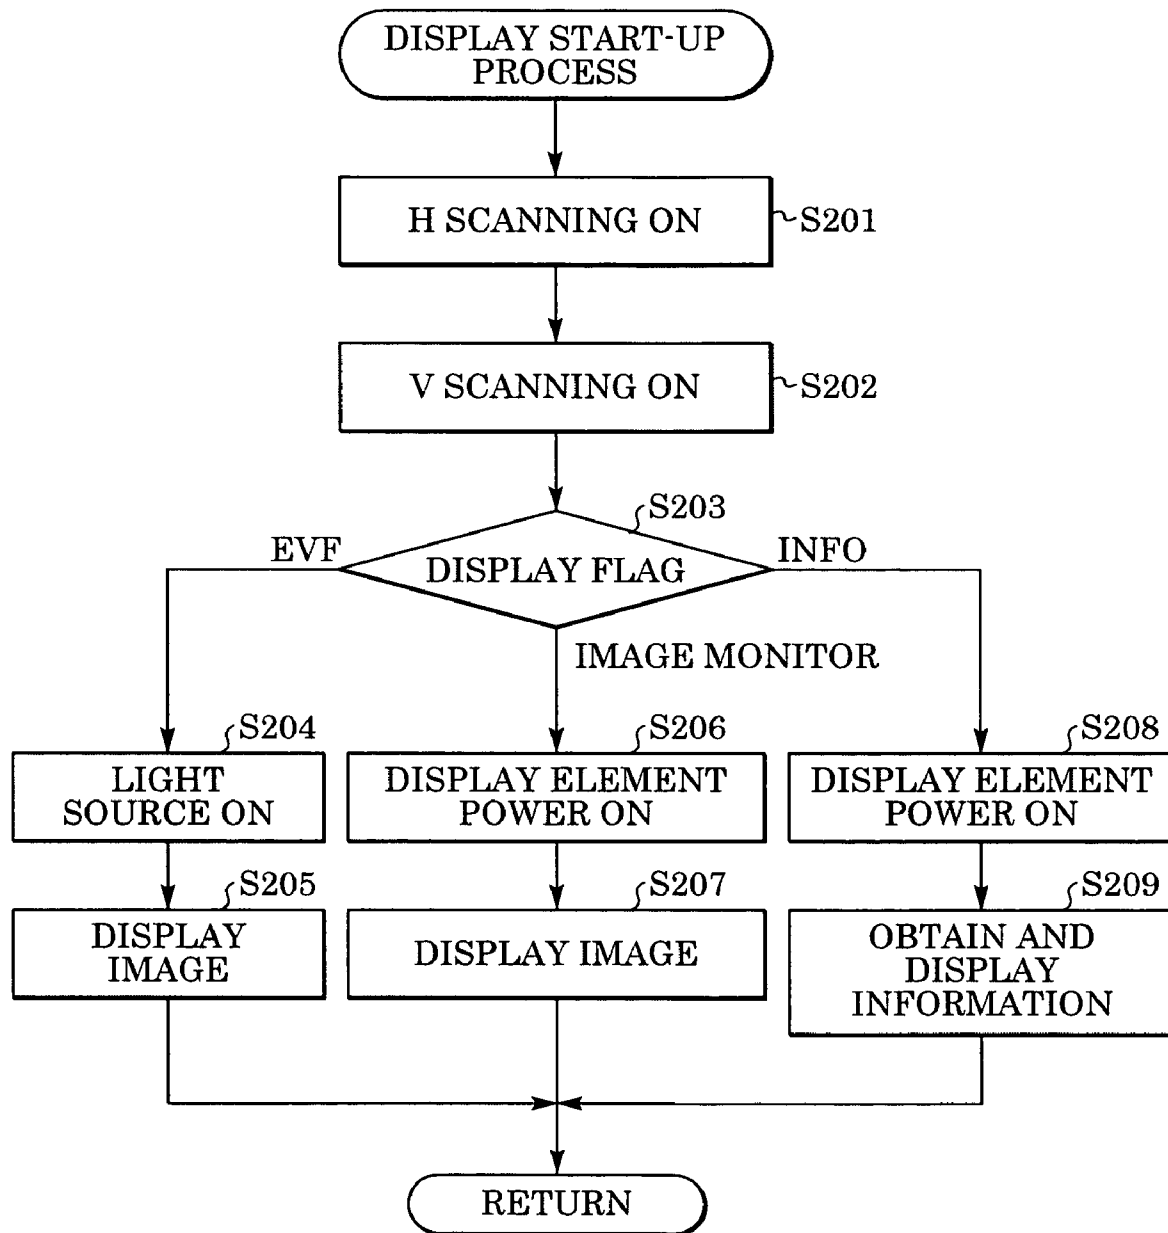 DISPLAY START-UP
PROCESS
H SCANNING ON
S201
V SCANNING ON
S202
S203
EVF
DISPLAY FLAG
INFO
IMAGE MONITOR
S204
LIGHT
SOURCE ON
S206
DISPLAY ELEMENT
POWER ON
S208
DISPLAY ELEMENT
POWER ON
S205
DISPLAY
IMAGE
S207
DISPLAY IMAGE
S209
OBTAIN AND
DISPLAY
INFORMATION
RETURN